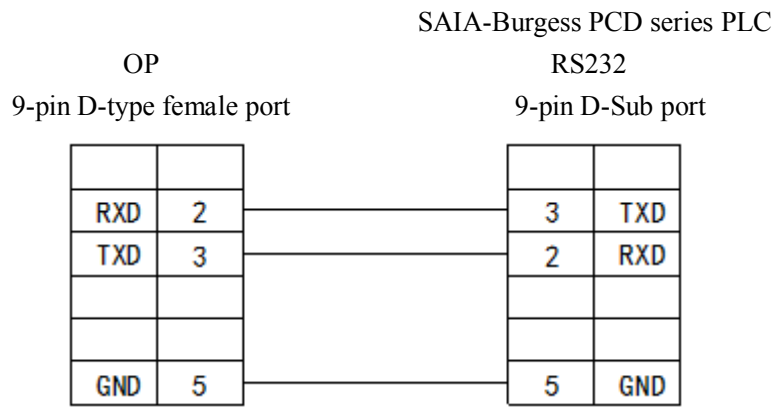 SAIA-Burgess PCD series PLC
OP RS232
9-pin D-type female port 9-pin D-Sub port
RXD 2 3 TXD
TXD 3 2 RXD
GND 5 5 GND